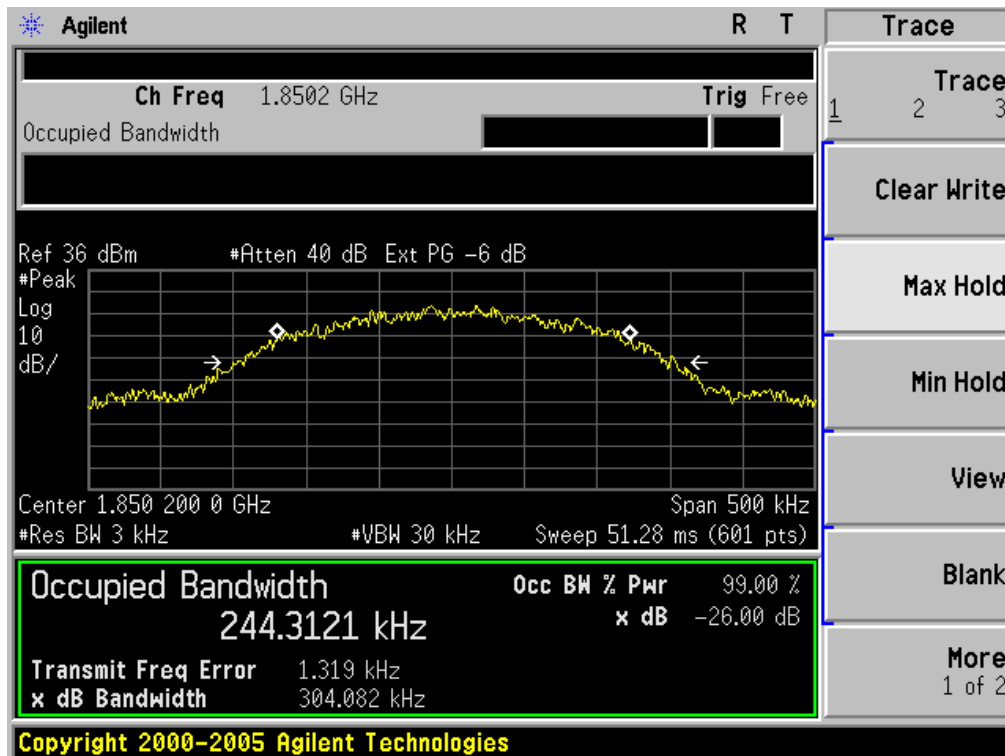 Agilent R T
Ch Freq 1.8502 GHz Trig Free
Occupied Bandwidth
Ref 36 dBm #Atten 40 dB Ext PG -6 dB
#Peak
Log
10
dB/
Center 1.850 200 0 GHz Span 500 kHz
#Res BW 3 kHz #VBW 30 kHz Sweep 51.28 ms (601 pts)
Occupied Bandwidth
244.3121 kHz
Occ BW % Pwr 99.00 %
x dB -26.00 dB
Transmit Freq Error 1.319 kHz
x dB Bandwidth 304.082 kHz
Copyright 2000-2005 Agilent Technologies
Trace
Trace
1 2 3
Clear Write
Max Hold
Min Hold
View
Blank
More
1 of 2